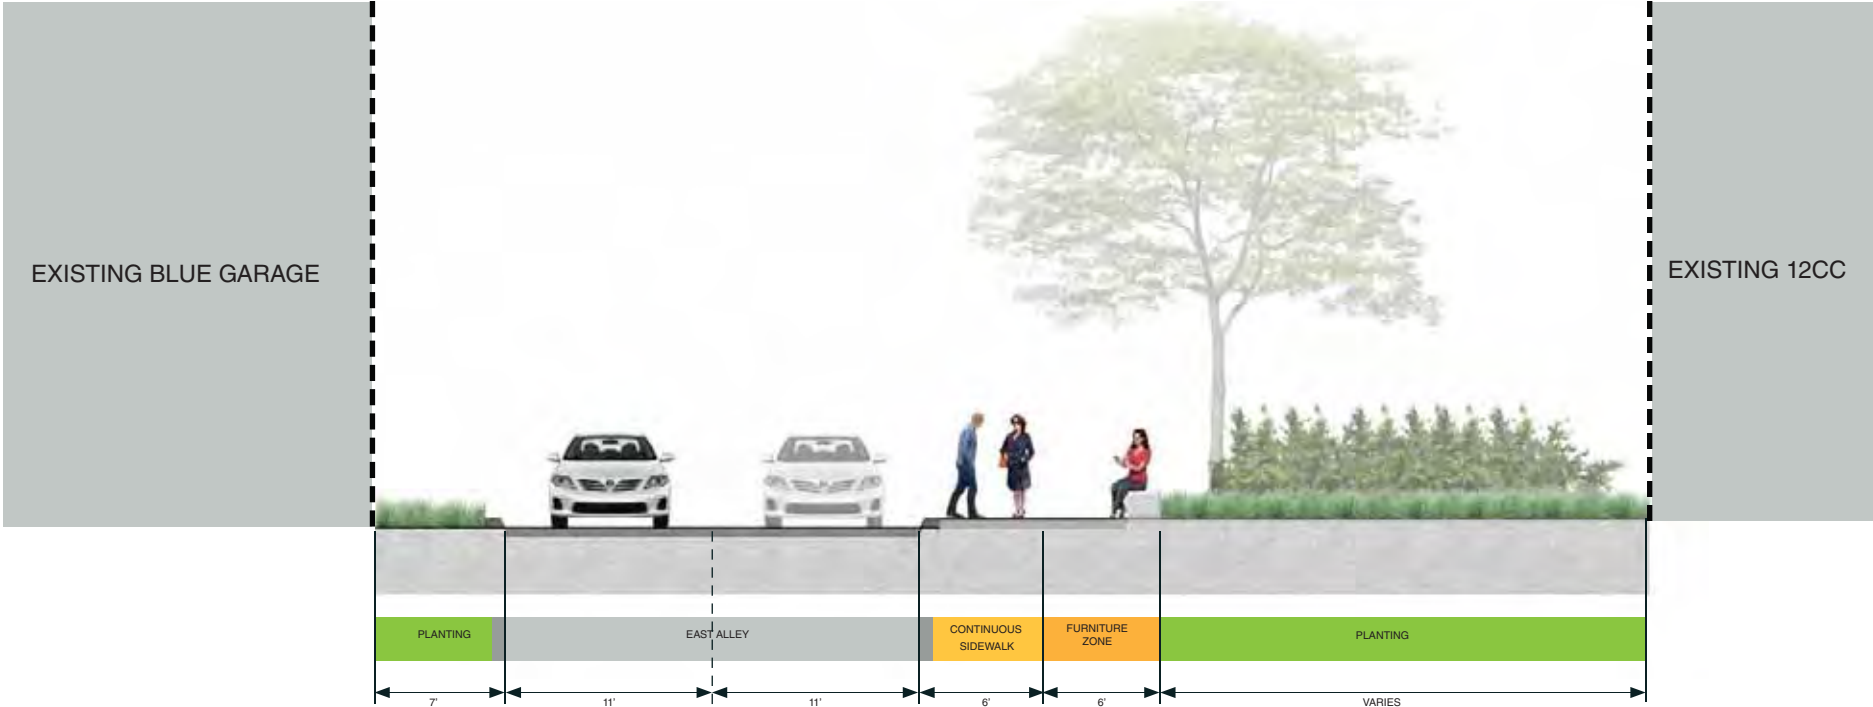 EXISTING BLUE GARAGE
EXISTING 12CC
PLANTING
EAST ALLEY
CONTINUOUS
SIDEWALK
FURNITURE
ZONE
PLANTING
7'
11'
11'
6'
6'
VARIES